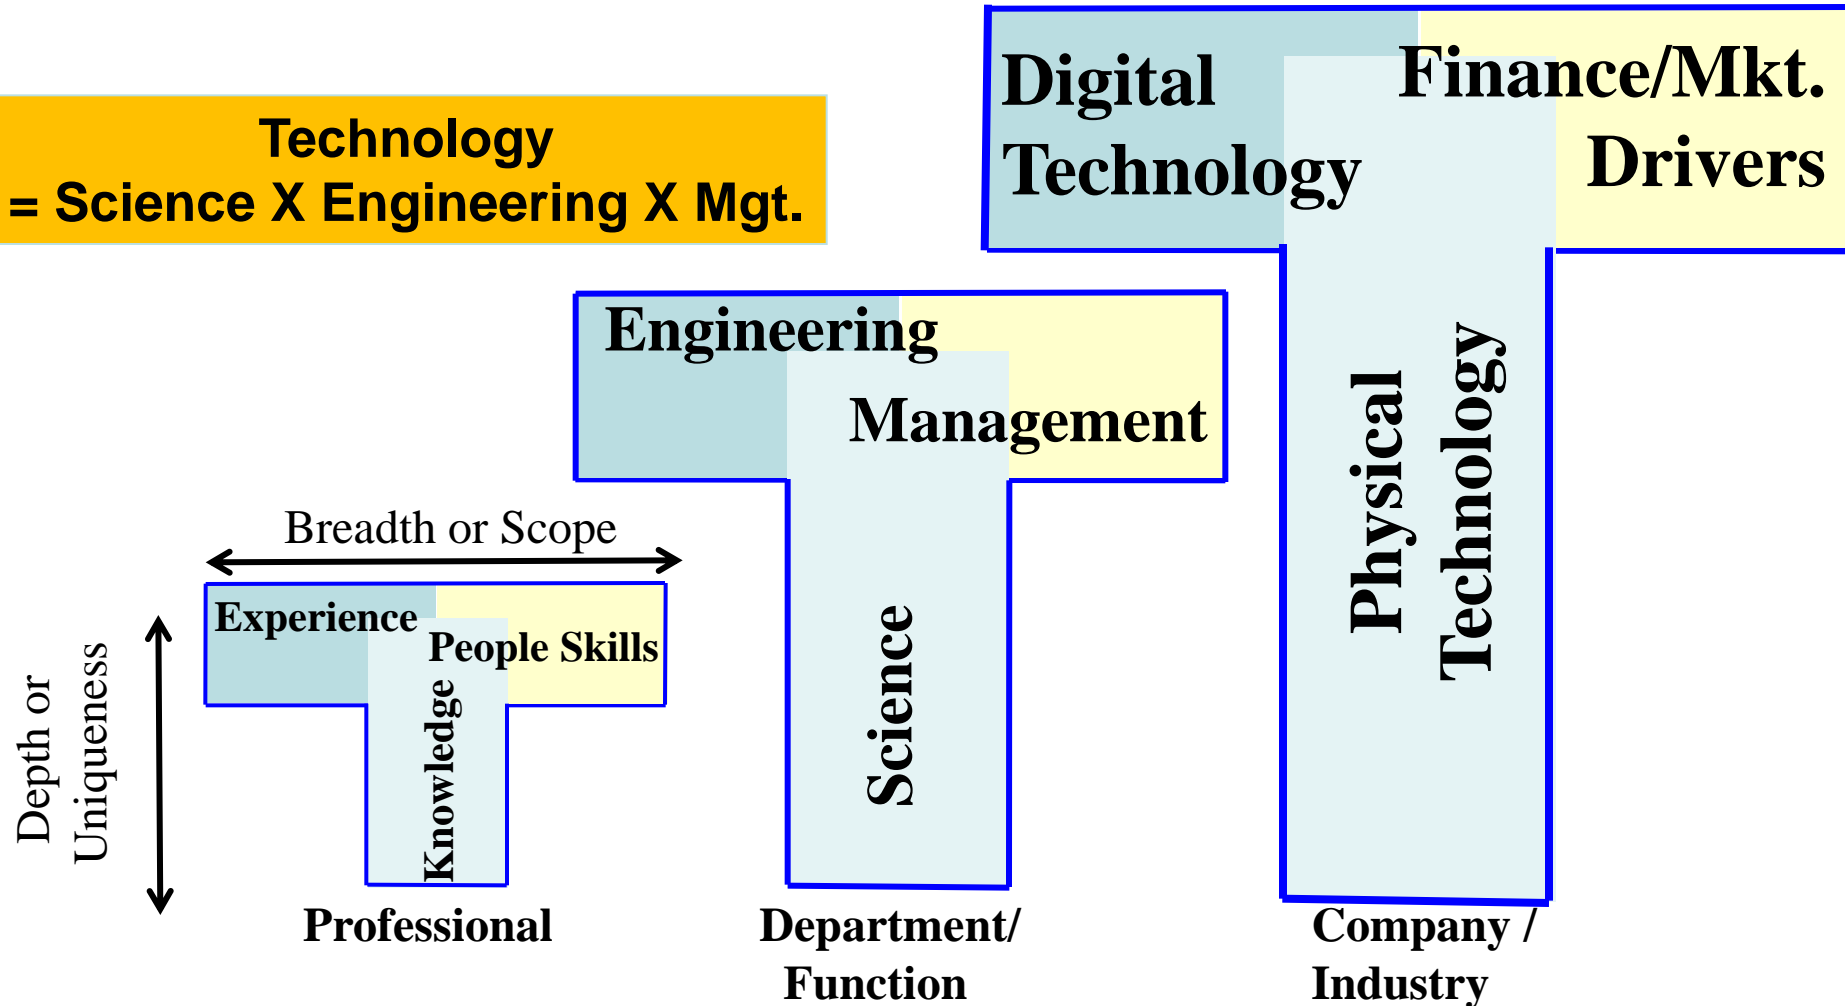 Technology
= Science X Engineering X Mgt.
Digital
Technology
Finance/Mkt.
Drivers
Physical
Technology
Engineering
Management
Science
Breadth or Scope
Depth or
Uniqueness
Experience
People Skills
Knowledge
Professional
Department/
Function
Company /
Industry